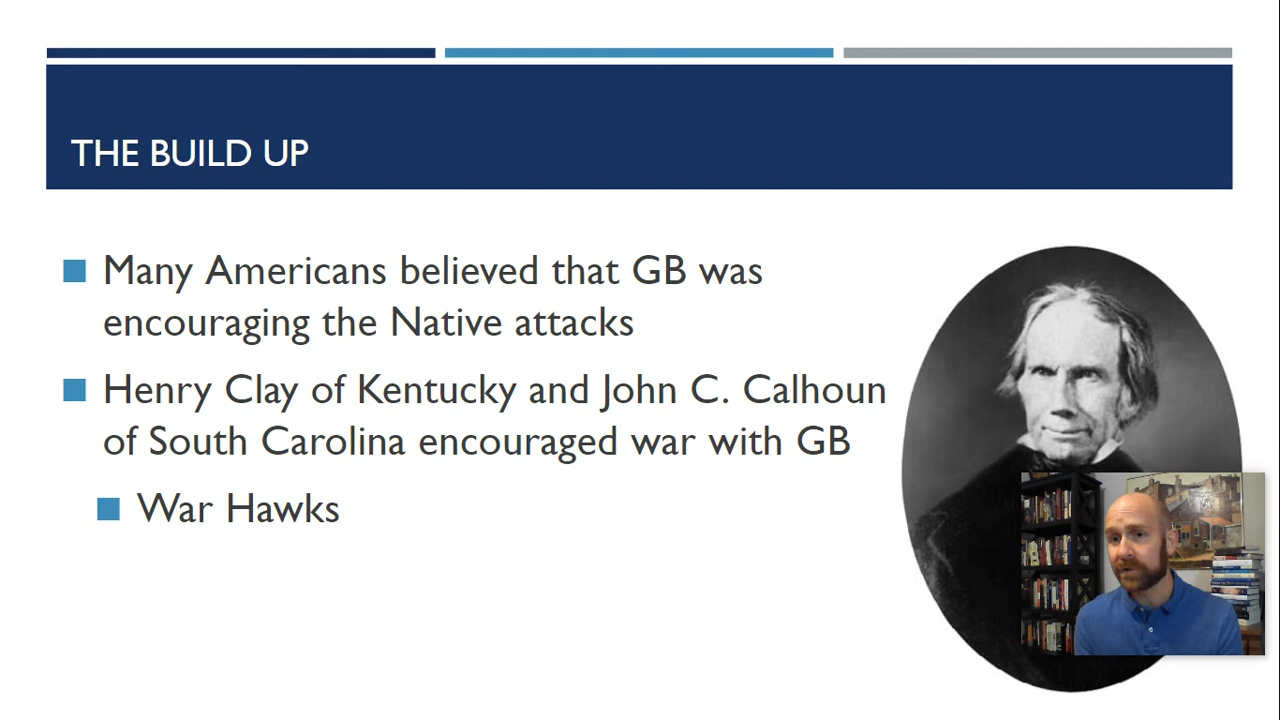 THE BUILD UP
Many Americans believed that GB was
encouraging the Native attacks
Henry Clay of Kentucky and John C. Calhoun
of South Carolina encouraged war with GB
War Hawks